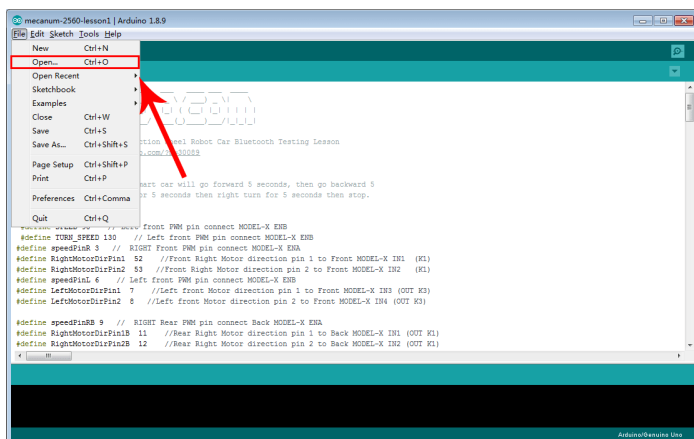 mecanum-2560-lesson1 | Arduino 1.8.9
File Edit Sketch Tools Help
New Ctrl+N
Open... Ctrl+O
Open Recent
Sketchbook
Examples
Close Ctrl+W
Save Ctrl+S
Save As... Ctrl+Shift+S
Page Setup Ctrl+Shift+P
Print Ctrl+P
Preferences Ctrl+Comma
Quit Ctrl+Q
Robot Car Bluetooth Testing Lesson
car will go forward 5 seconds, then go backward 5
5 seconds then right turn for 5 seconds then stop.
front PWM pin connect MODEL-X ENB
#define TURN_SPEED 130 // Left front PWM pin connect MODEL-X ENB
#define speedPinR 3 // RIGHT Front PWM pin connect MODEL-X ENA
#define RightMotorDirPin1 52 //Front Right Motor direction pin 1 to Front MODEL-X IN1 (K1)
#define RightMotorDirPin2 53 //Front Right Motor direction pin 2 to Front MODEL-X IN2 (K1)
#define speedPinL 6 // Left front PWM pin connect MODEL-X ENB
#define LeftMotorDirPin1 7 //Left front Motor direction pin 1 to Front MODEL-X IN3 (OUT K3)
#define LeftMotorDirPin2 8 //Left front Motor direction pin 2 to Front MODEL-X IN4 (OUT K3)
#define speedPinRB 9 // RIGHT Rear PWM pin connect Back MODEL-X ENA
#define RightMotorDirPin1B 11 //Rear Right Motor direction pin 1 to Back MODEL-X IN1 (OUT K1)
#define RightMotorDirPin2B 12 //Rear Right Motor direction pin 2 to Back MODEL-X IN2 (OUT K1)
Arduino/Genuino Uno